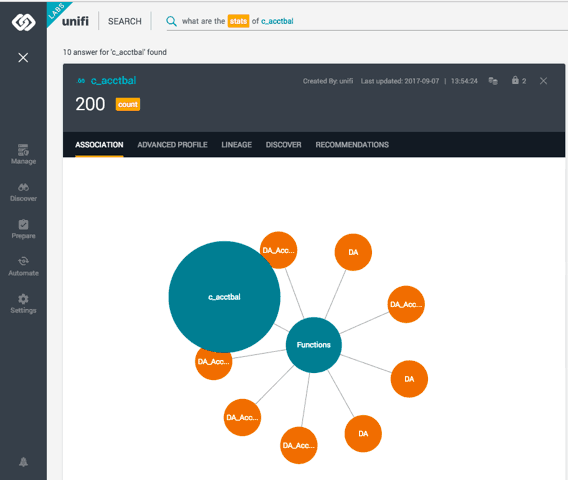 LABS
unifi
SEARCH
what are the stats of c_acctbal
10 answer for 'c_acctbal' found
c_acctbal
Created By: unifi Last updated: 2017-09-07 | 13:54:24
2
200 count
ASSOCIATION ADVANCED PROFILE LINEAGE DISCOVER RECOMMENDATIONS
Manage
Discover
Prepare
Automate
Settings
DA_Acc...
DA
c_acctbal
DA_Acc...
Functions
DA_Acc...
DA
DA_Acc...
DA
DA_Acc...